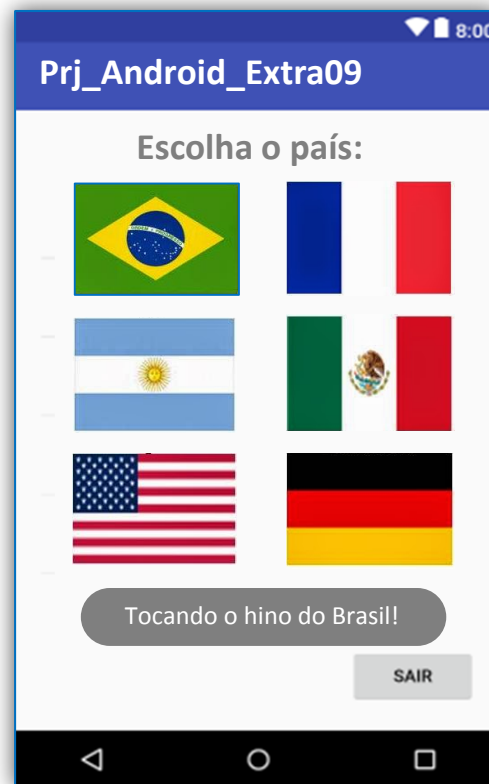 8:00
Prj_Android_Extra09
Escolha o país:
Tocando o hino do Brasil!
SAIR